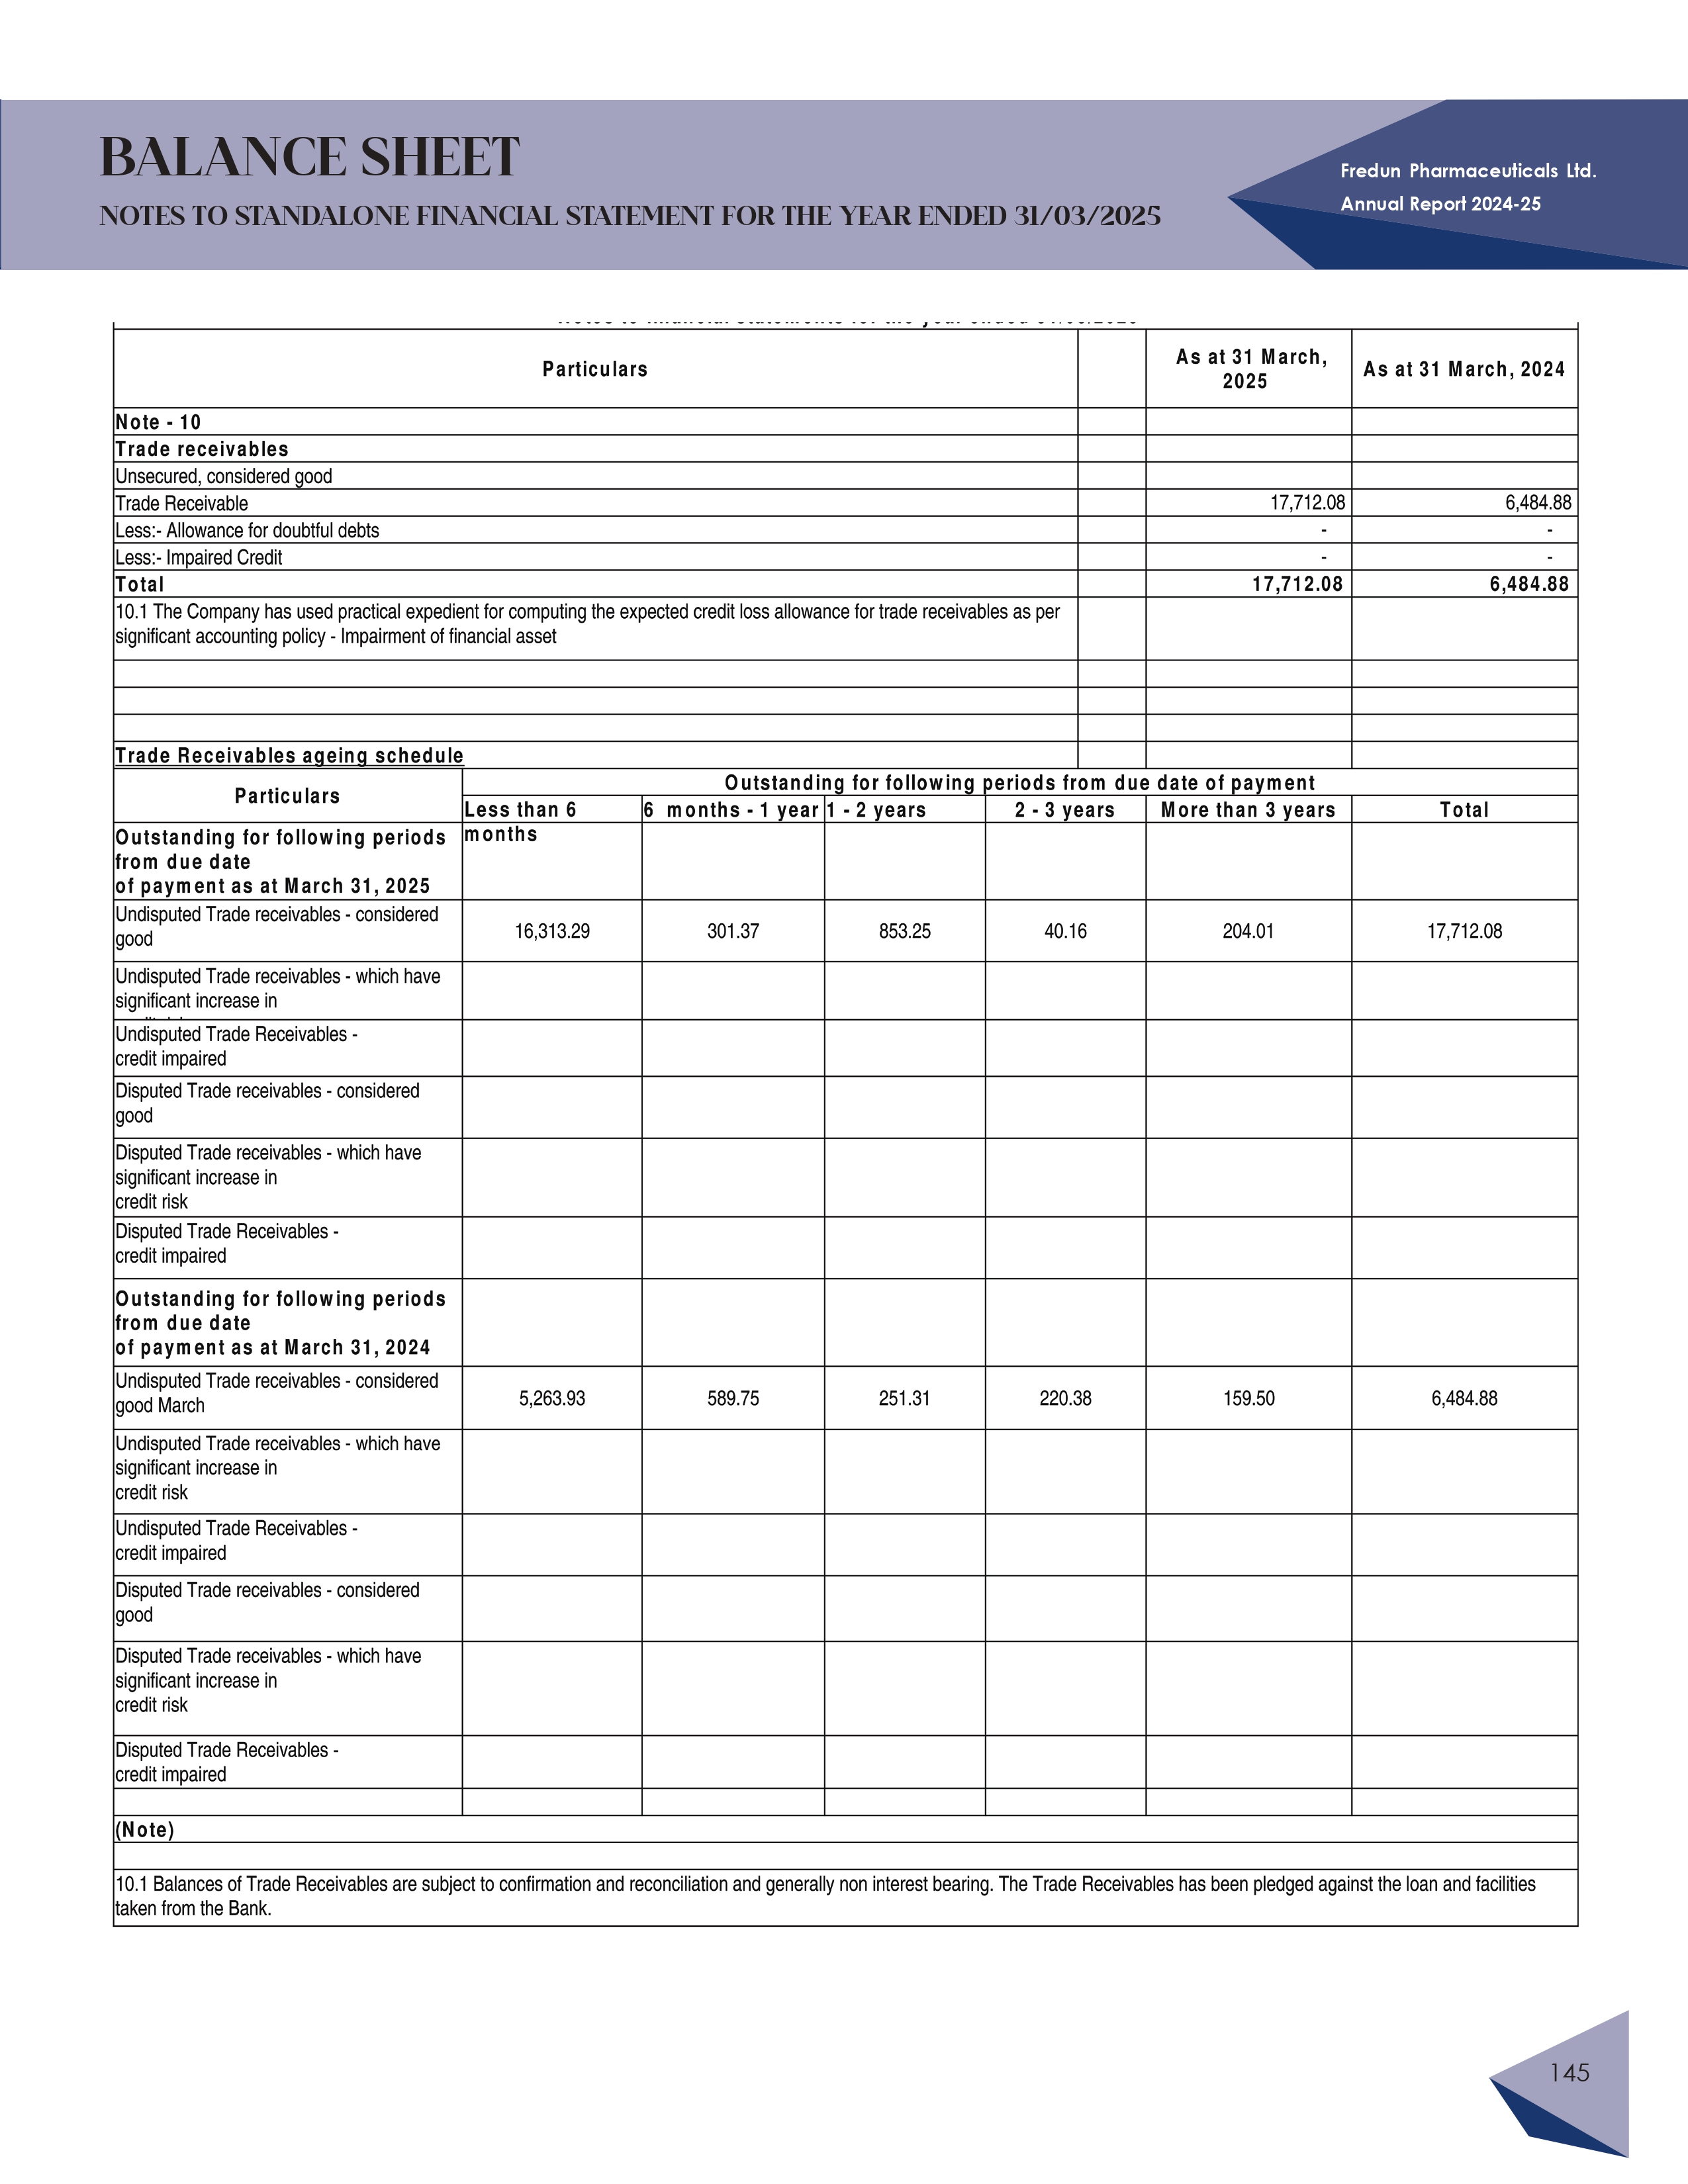 BALANCE SHEET
NOTES TO STANDALONE FINANCIAL STATEMENT FOR THE YEAR ENDED 31/03/2025
Fredun Pharmaceuticals Ltd.
Annual Report 2024-25
Particulars
As at 31 March,
2025
As at 31 March, 2024
Note - 10
Trade receivables
Unsecured, considered good
Trade Receivable 17,712.08 6,484.88
Less:- Allowance for doubtful debts - -
Less:- Impaired Credit - -
Total 17,712.08 6,484.88
10.1 The Company has used practical expedient for computing the expected credit loss allowance for trade receivables as per
significant accounting policy - Impairment of financial asset
Trade Receivables ageing schedule
Particulars
Outstanding for following periods from due date of payment
Less than 6
months
6 months - 1 year
1 - 2 years
2 - 3 years
More than 3 years
Total
Outstanding for following periods
from due date
of payment as at March 31, 2025
Undisputed Trade receivables - considered
good
16,313.29 301.37 853.25 40.16 204.01 17,712.08
Undisputed Trade receivables - which have
significant increase in
Undisputed Trade Receivables -
credit impaired
Disputed Trade receivables - considered
good
Disputed Trade receivables - which have
significant increase in
credit risk
Disputed Trade Receivables -
credit impaired
Outstanding for following periods
from due date
of payment as at March 31, 2024
Undisputed Trade receivables - considered
good March
5,263.93 589.75 251.31 220.38 159.50 6,484.88
Undisputed Trade receivables - which have
significant increase in
credit risk
Undisputed Trade Receivables -
credit impaired
Disputed Trade receivables - considered
good
Disputed Trade receivables - which have
significant increase in
credit risk
Disputed Trade Receivables -
credit impaired
(Note)
10.1 Balances of Trade Receivables are subject to confirmation and reconciliation and generally non interest bearing. The Trade Receivables has been pledged against the loan and facilities
taken from the Bank.
145